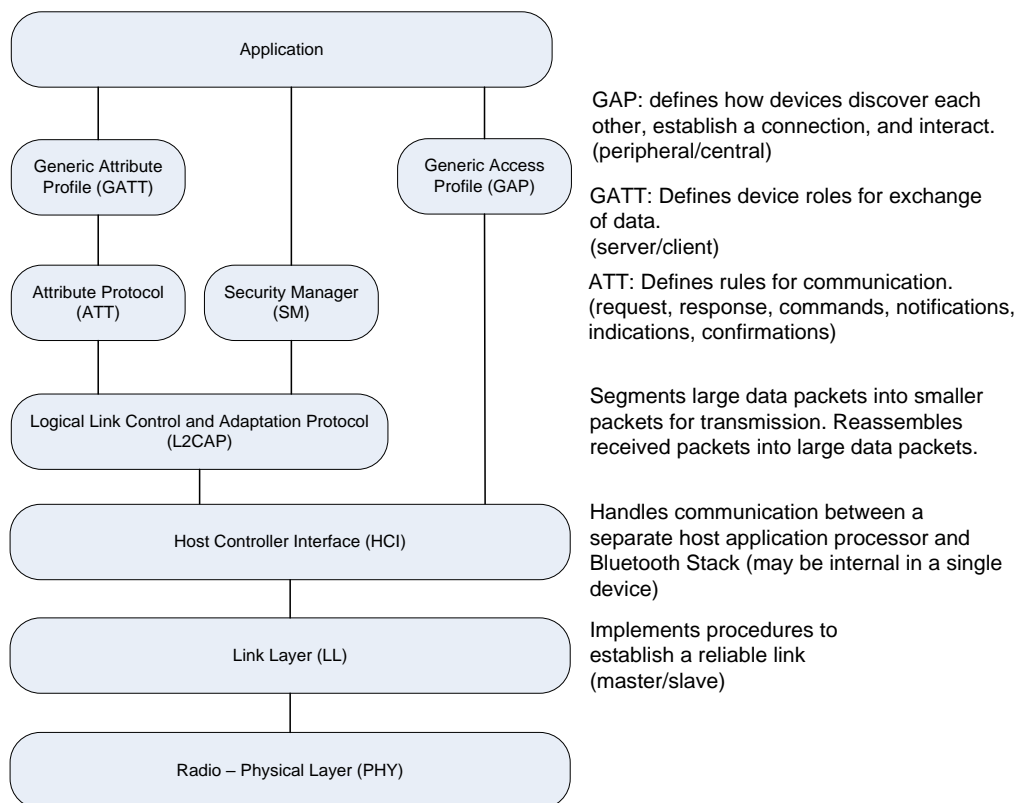 Application
GAP: defines how devices discover each
other, establish a connection, and interact.
(peripheral/central)
Generic Attribute
Profile (GATT)
Generic Access
Profile (GAP)
GATT: Defines device roles for exchange
of data.
(server/client)
Attribute Protocol
(ATT)
Security Manager
(SM)
ATT: Defines rules for communication.
(request, response, commands, notifications,
indications, confirmations)
Logical Link Control and Adaptation Protocol
(L2CAP)
Segments large data packets into smaller
packets for transmission. Reassembles
received packets into large data packets.
Host Controller Interface (HCI)
Handles communication between a
separate host application processor and
Bluetooth Stack (may be internal in a single
device)
Link Layer (LL)
Implements procedures to
establish a reliable link
(master/slave)
Radio – Physical Layer (PHY)